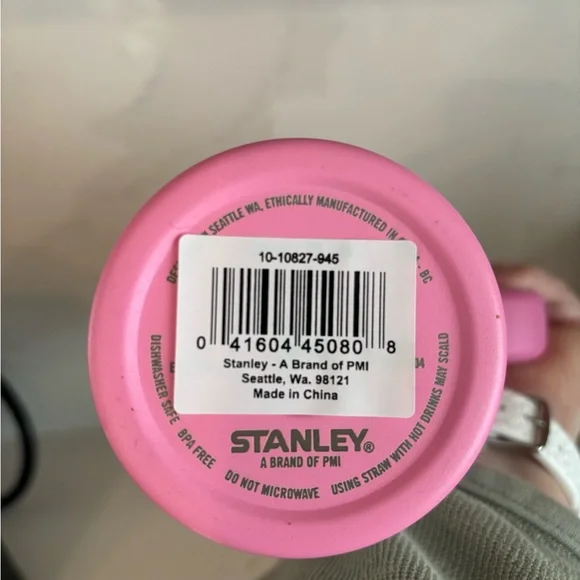 SEATTLE WA, ETHICALLY MANUFACTURED IN
BC
10-10827-945
0 41604 45080 8
Stanley - A Brand of PMI
Seattle, Wa. 98121
Made in China
STANLEY®
A BRAND OF PMI
DISHWASHER SAFE BPA FREE DO NOT MICROWAVE USING STRAW WITH HOT DRINKS MAY SCALD